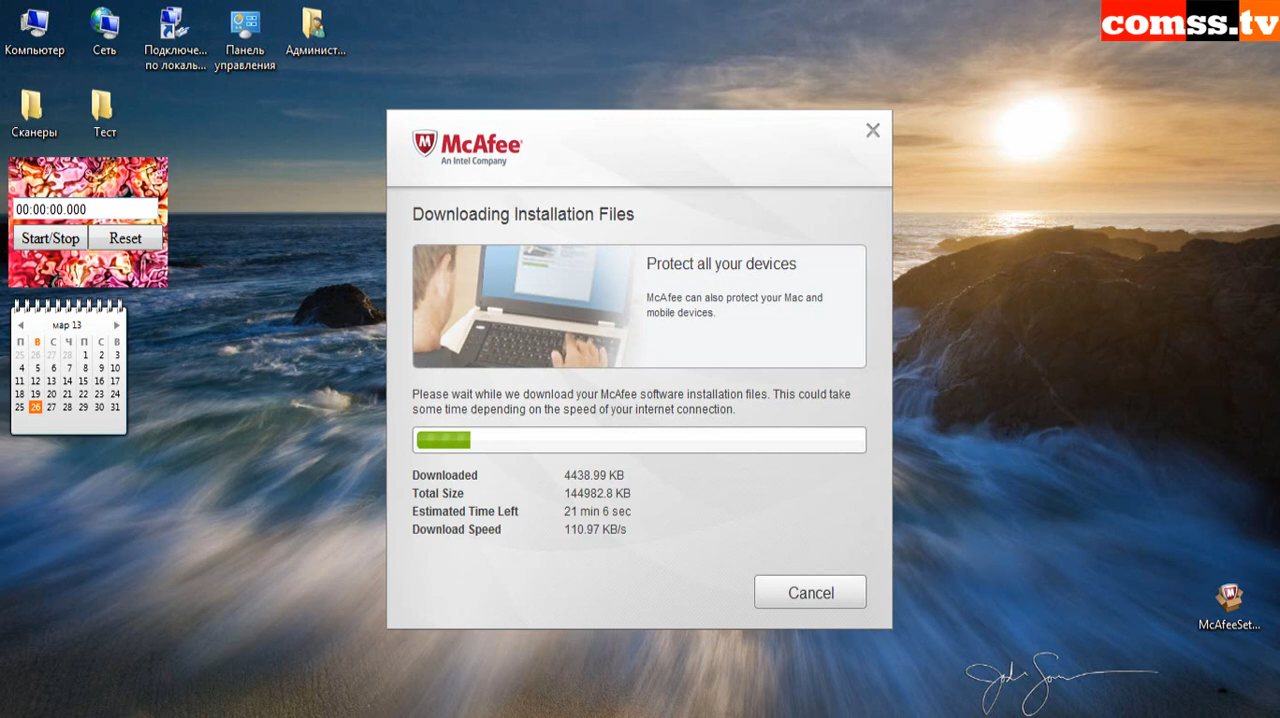 Компьютер
Сеть
Подключе...
по локаль...
Панель
управления
Админист...
comss.tv
Сканеры
Тест
00:00:00.000
Start/Stop
Reset
мар 13
П В С Ч П С В
25 26 27 28 1 2 3
4 5 6 7 8 9 10
11 12 13 14 15 16 17
18 19 20 21 22 23 24
25 26 27 28 29 30 31
McAfee
An Intel Company
Downloading Installation Files
Protect all your devices
McAfee can also protect your Mac and
mobile devices.
Please wait while we download your McAfee software installation files. This could take
some time depending on the speed of your internet connection.
Downloaded 4438.99 KB
Total Size 144982.8 KB
Estimated Time Left 21 min 6 sec
Download Speed 110.97 KB/s
Cancel
McAfeeSet...